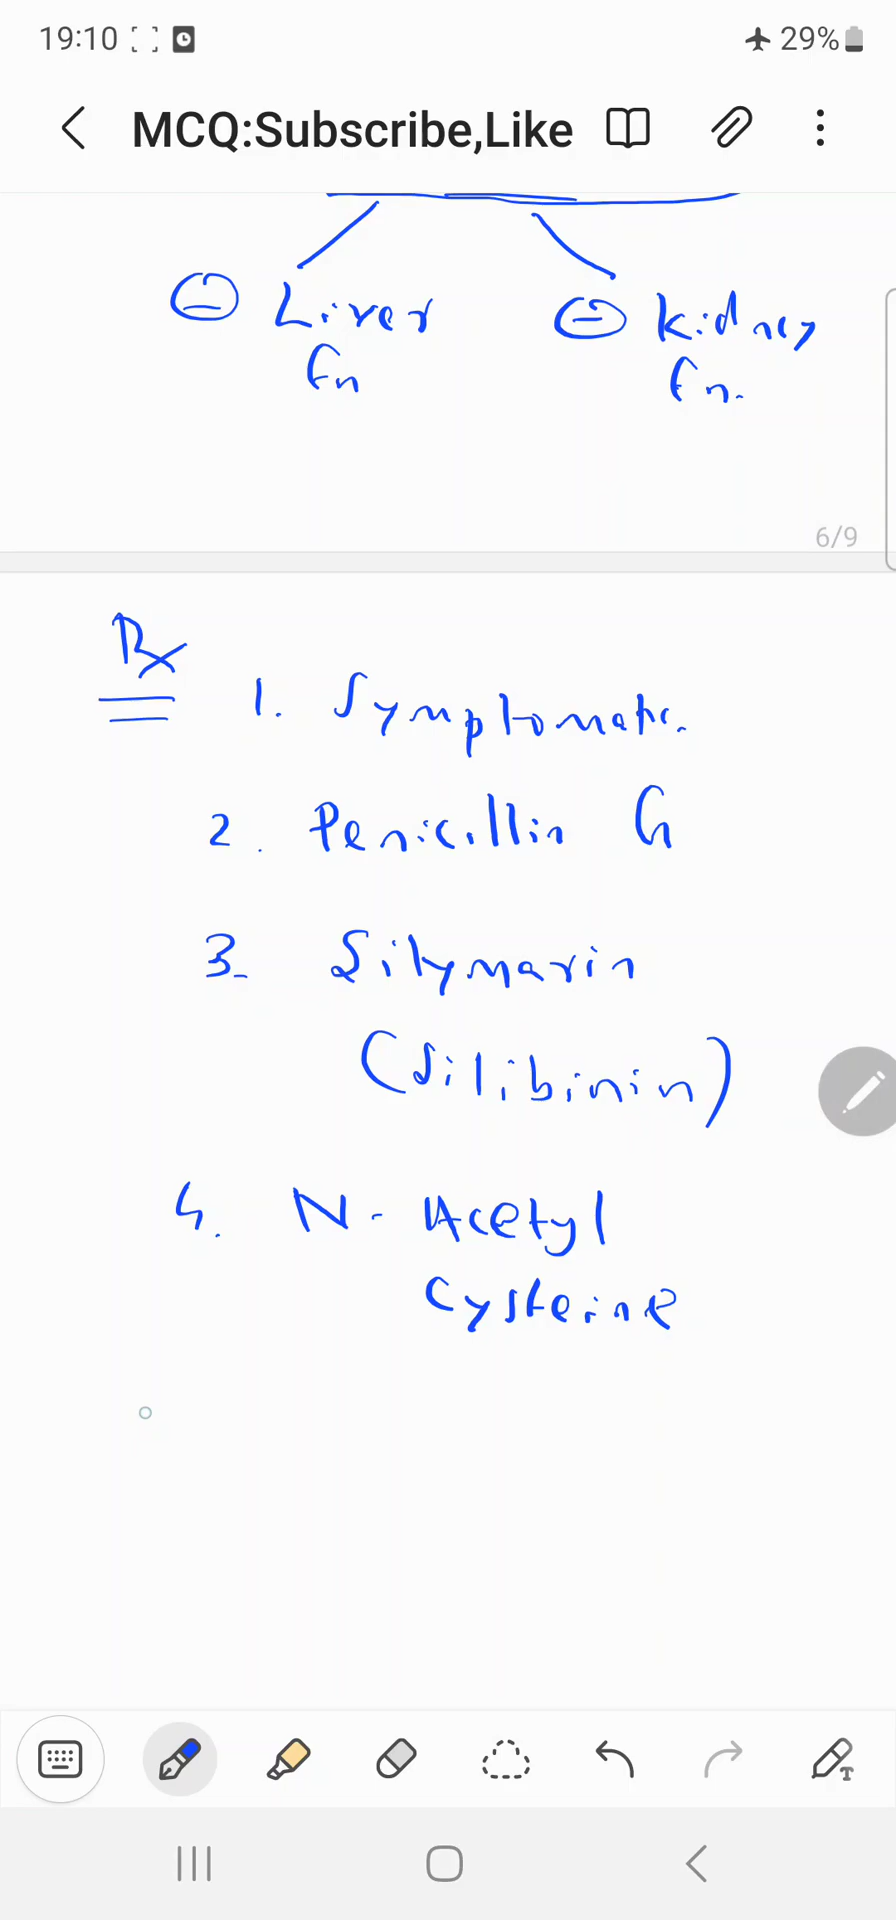 19:10
29%
MCQ:Subscribe,Like
⊖ Liver ⊖ Kidney
fn fn.
6/9
Rx
1. Symptomatic.
2. Penicillin G
3. Silymarin
(Silibinin)
4. N-Acetyl
Cysteine